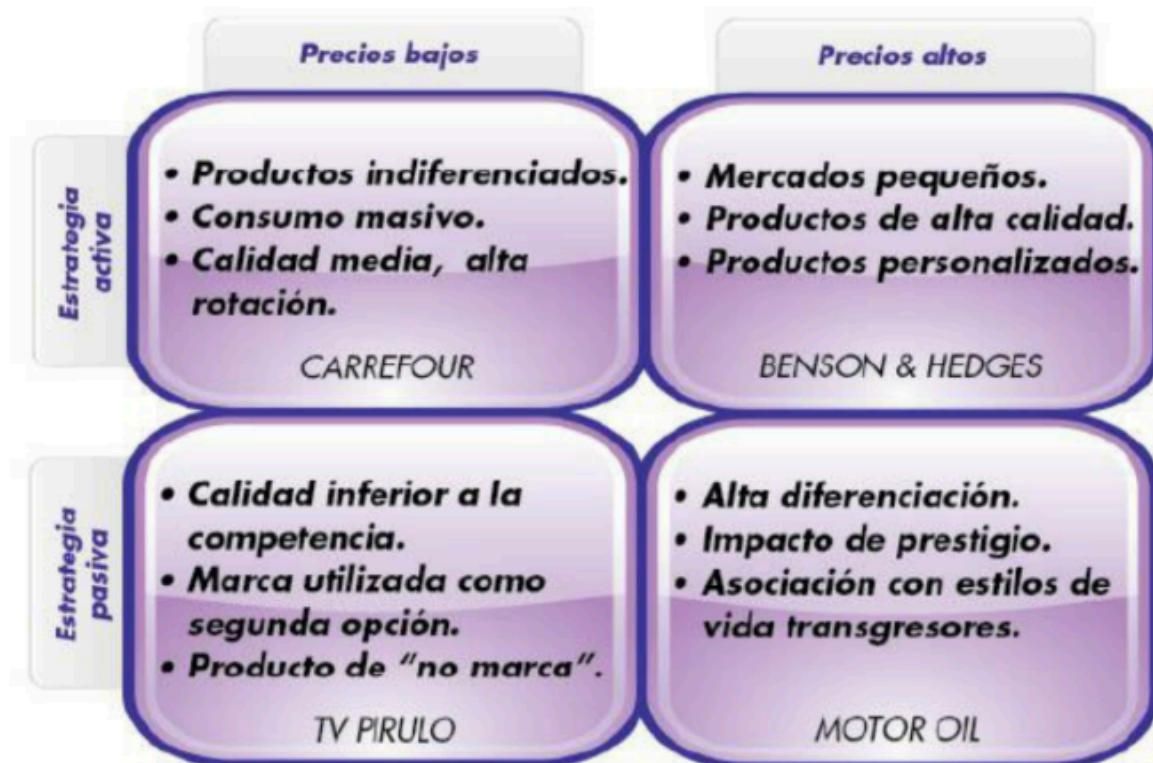 Precios bajos
Precios altos
Estrategia
activa
• Productos indiferenciados.
• Consumo masivo.
• Calidad media, alta
rotación.
CARREFOUR
• Mercados pequeños.
• Productos de alta calidad.
• Productos personalizados.
BENSON & HEDGES
Estrategia
pasiva
• Calidad inferior a la
competencia.
• Marca utilizada como
segunda opción.
• Producto de “no marca”.
TV PIRULO
• Alta diferenciación.
• Impacto de prestigio.
• Asociación con estilos de
vida transgresores.
MOTOR OIL